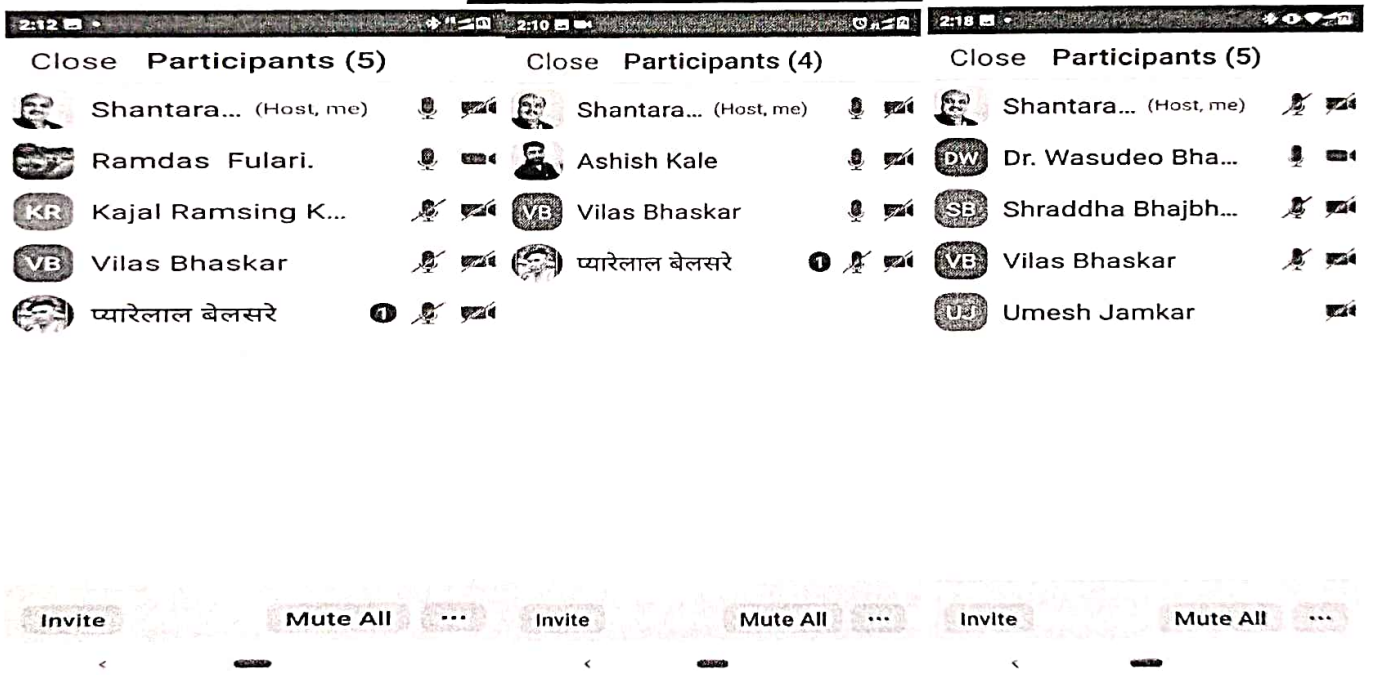 2:12
Close Participants (5)
Shantara... (Host, me)
Ramdas Fulari.
KR Kajal Ramsing K...
VB Vilas Bhaskar
प्यारेलाल बेलसरे 1
Invite Mute All ...
2:10
Close Participants (4)
Shantara... (Host, me)
Ashish Kale
VB Vilas Bhaskar
प्यारेलाल बेलसरे 1
Invite Mute All ...
2:18
Close Participants (5)
Shantara... (Host, me)
DW Dr. Wasudeo Bha...
SB Shraddha Bhajbh...
VB Vilas Bhaskar
UJ Umesh Jamkar
Invite Mute All ...